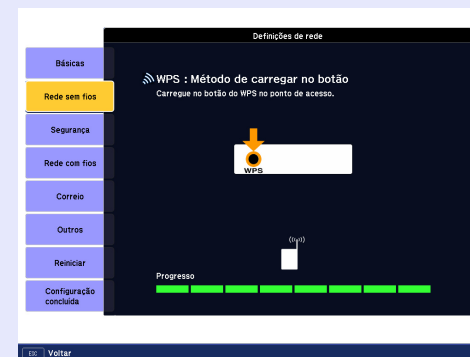 Definições de rede
Básicas
Rede sem fios
Segurança
Rede com fios
Correio
Outros
Reiniciar
Configuração
concluída
WPS : Método de carregar no botão
Carregue no botão do WPS no ponto de acesso.
WPS
Progresso
ESC Voltar